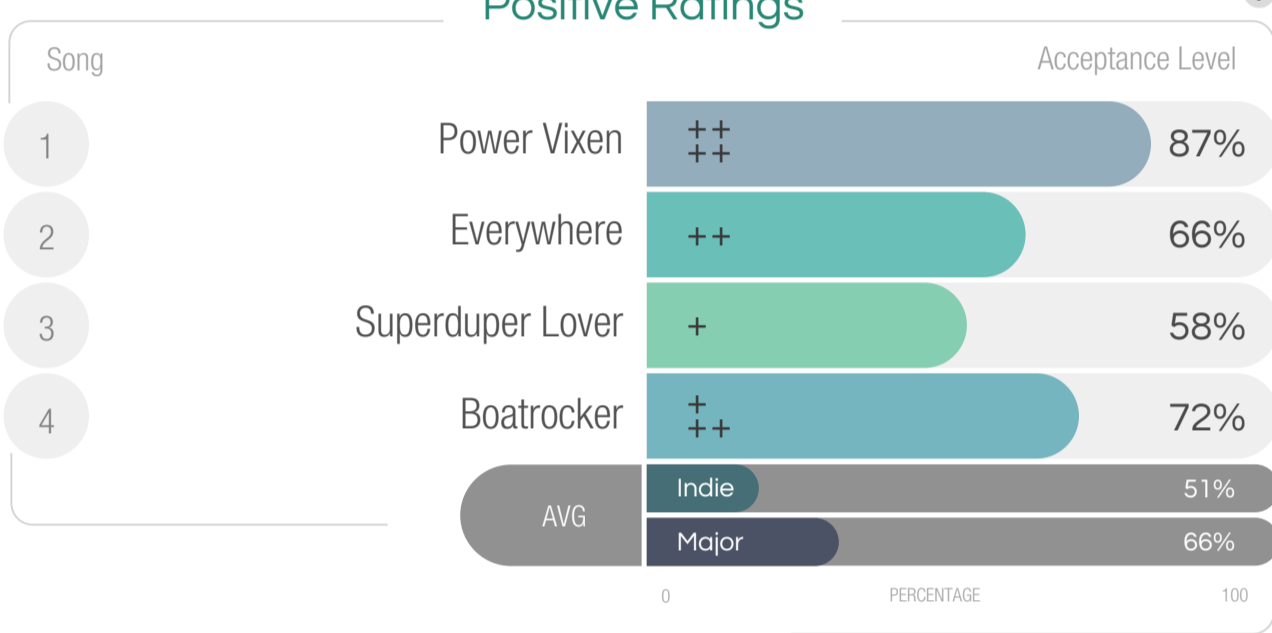 Positive Ratings
Song
Acceptance Level
1
Power Vixen
++
++
87%
2
Everywhere
++
66%
3
Superduper Lover
+
58%
4
Boatrocker
+
++
72%
AVG
Indie
51%
Major
66%
0
PERCENTAGE
100